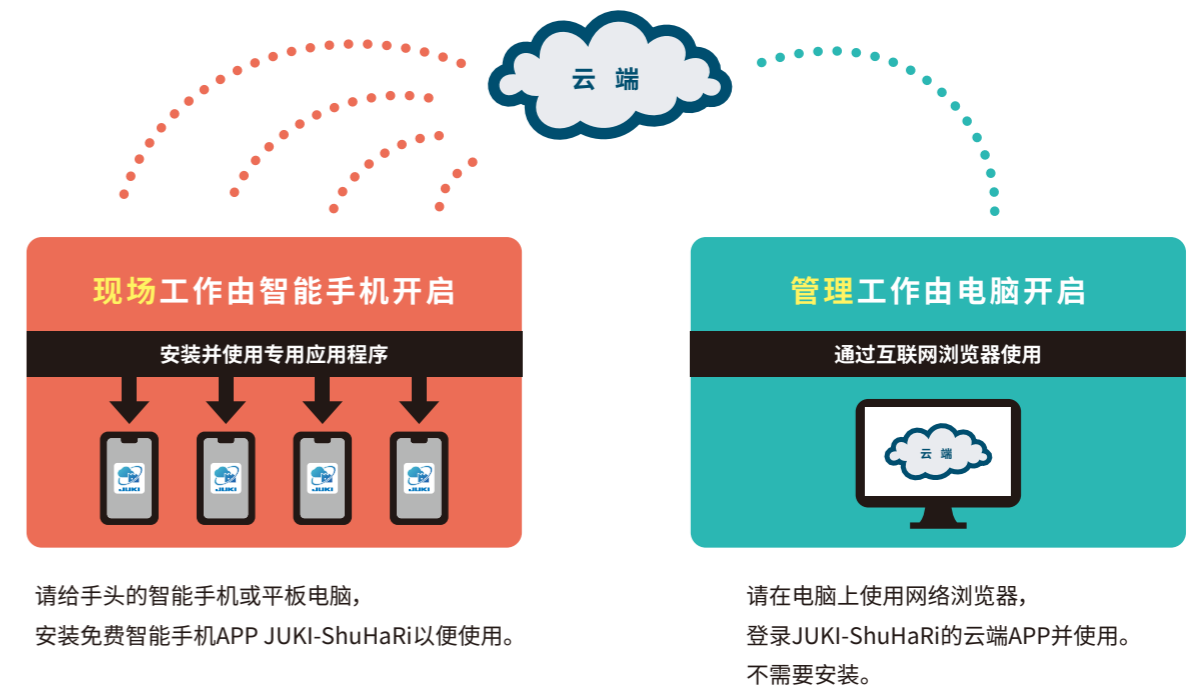 云 端
现场工作由智能手机开启
安装并使用专用应用程序
JUKI
JUKI
JUKI
JUKI
请给手头的智能手机或平板电脑，
安装免费智能手机APP JUKI-ShuHaRi以便使用。
管理工作由电脑开启
通过互联网浏览器使用
云 端
请在电脑上使用网络浏览器，
登录JUKI-ShuHaRi的云端APP并使用。
不需要安装。